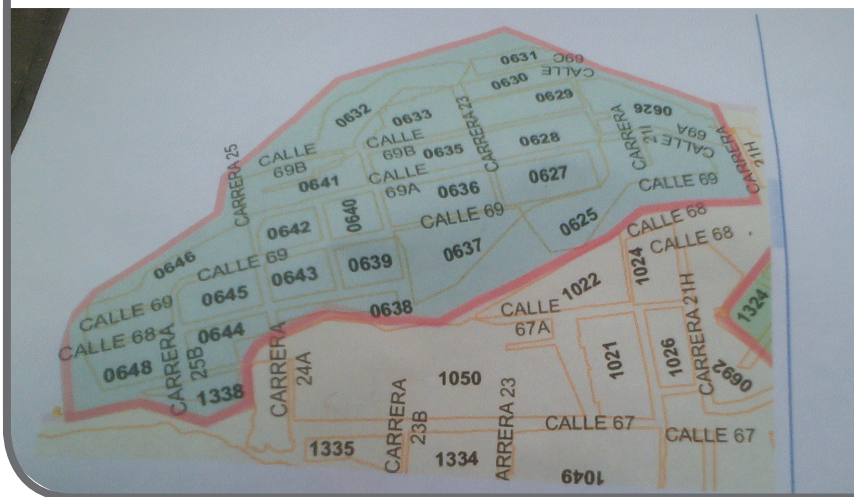 0631
CALLE 69C
0630
0629
0632
0633
CARRERA 23
0626
CARRERA 21I
CALLE 69A
CARRERA 21H
CALLE 69B
CALLE 69B
0635
0628
CARRERA 25
0641
CALLE 69A
0636
0627
CALLE 69
0640
CALLE 69
0642
0625
CALLE 68
0637
CALLE 68
0646
CALLE 69
0639
0643
1024
1022
0645
CALLE 69
0638
CALLE 67A
CARRERA 21H
1324
CALLE 68
0644
0648
CARRERA 25B
CARRERA 24A
1338
1021
1026
0692
1050
CARRERA 23B
ARRERA 23
CALLE 67
CALLE 67
1335
1334
1049